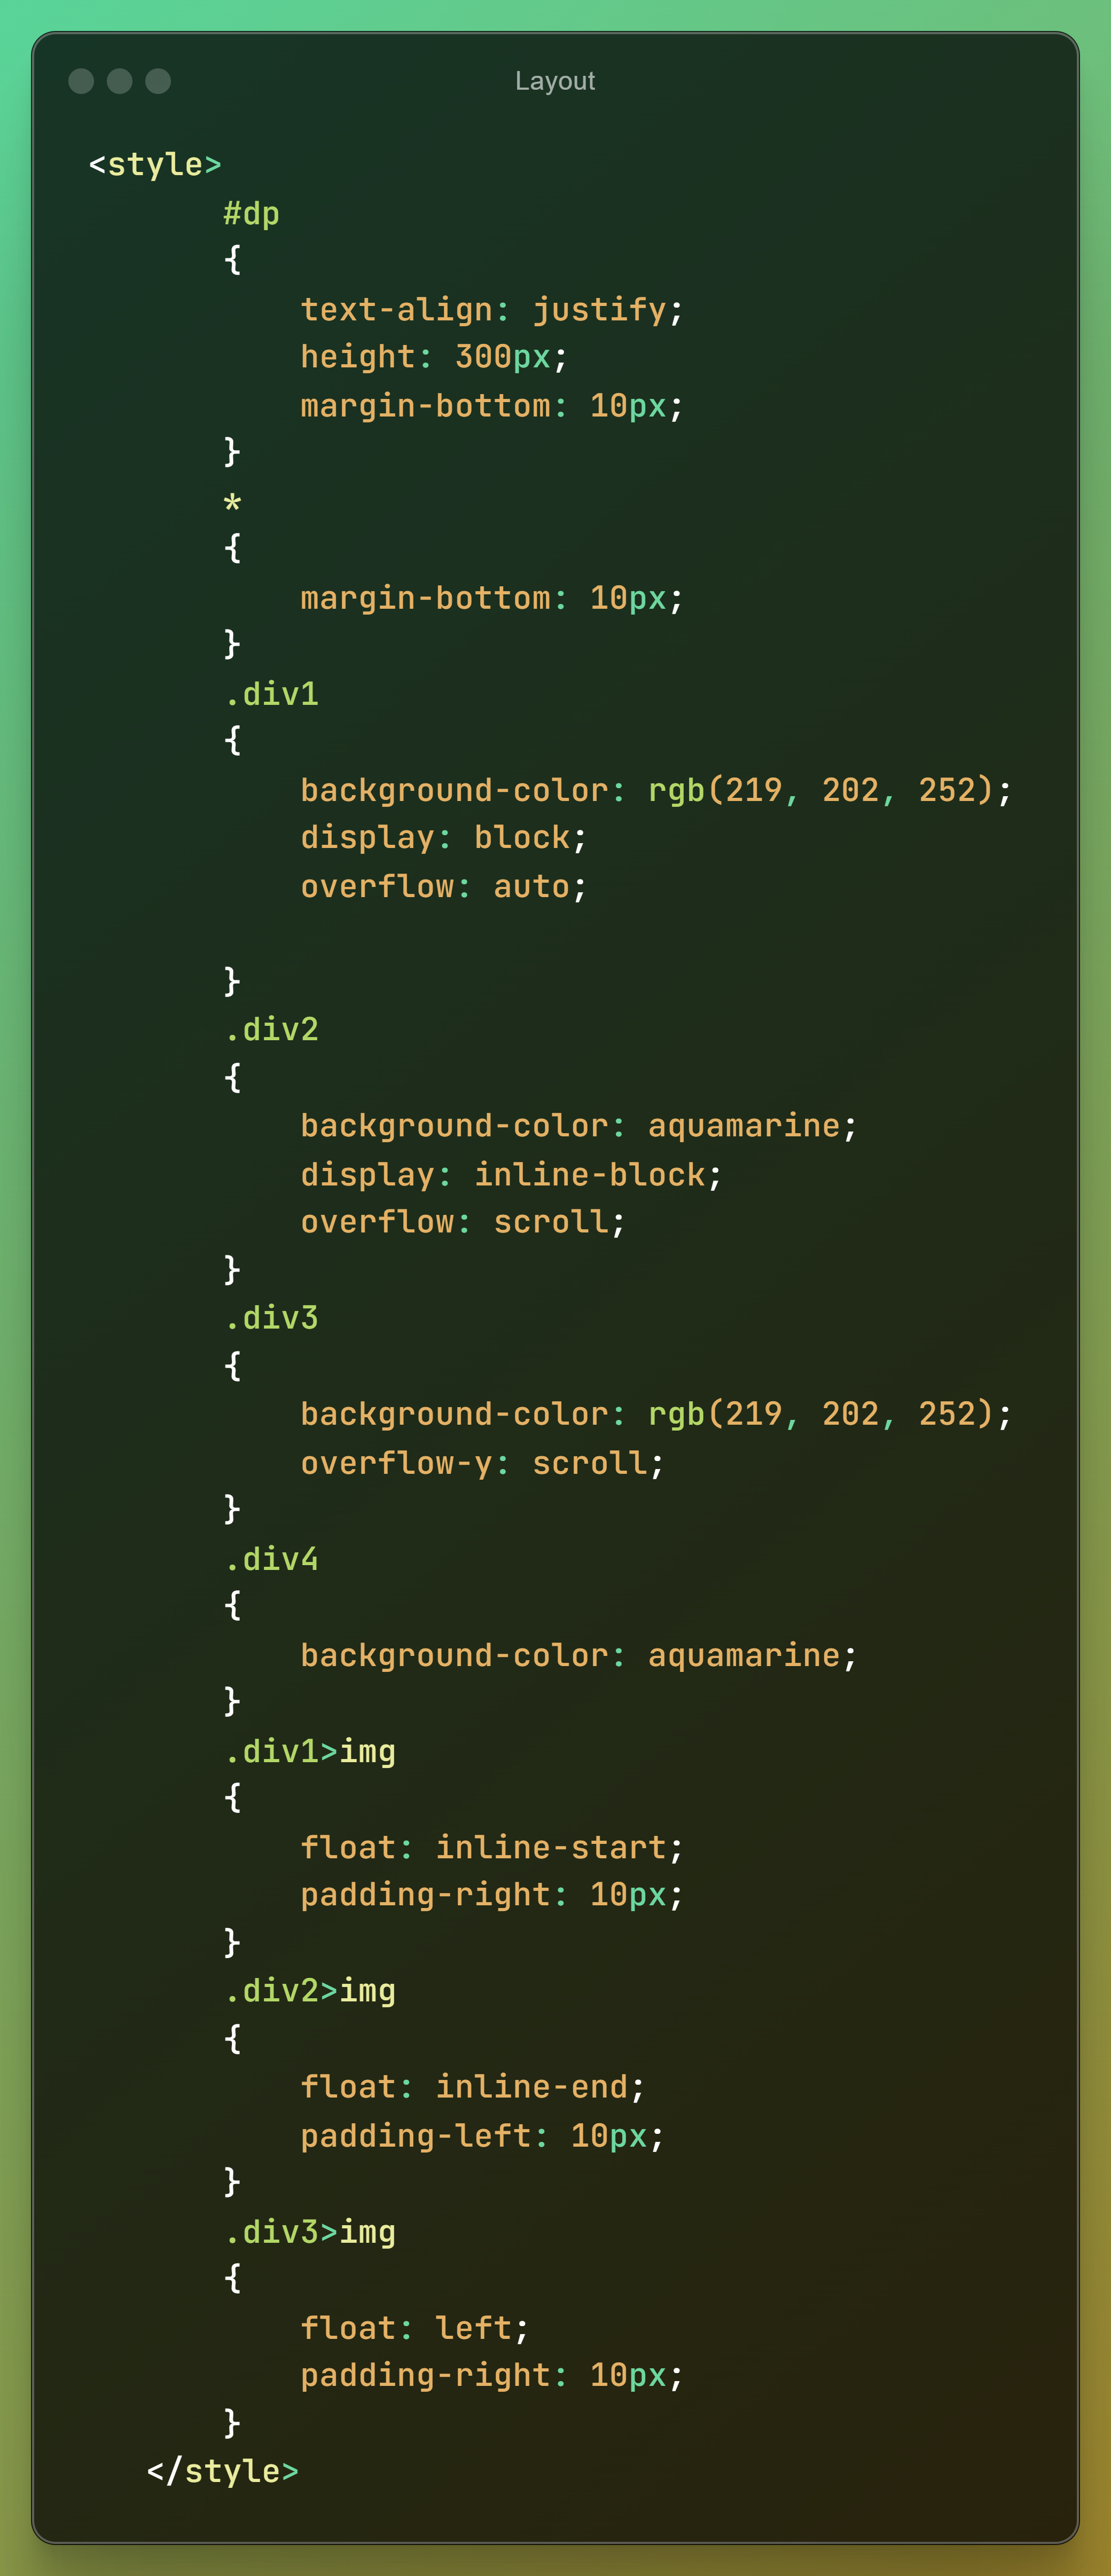 Layout
<style>
        #dp
        {
            text-align: justify;
            height: 300px;
            margin-bottom: 10px;
        }
        *
        {
            margin-bottom: 10px;
        }
        .div1
        {
            background-color: rgb(219, 202, 252);
            display: block;
            overflow: auto;

        }
        .div2
        {
            background-color: aquamarine;
            display: inline-block;
            overflow: scroll;
        }
        .div3
        {
            background-color: rgb(219, 202, 252);
            overflow-y: scroll;
        }
        .div4
        {
            background-color: aquamarine;
        }
        .div1>img
        {
            float: inline-start;
            padding-right: 10px;
        }
        .div2>img
        {
            float: inline-end;
            padding-left: 10px;
        }
        .div3>img
        {
            float: left;
            padding-right: 10px;
        }
    </style>